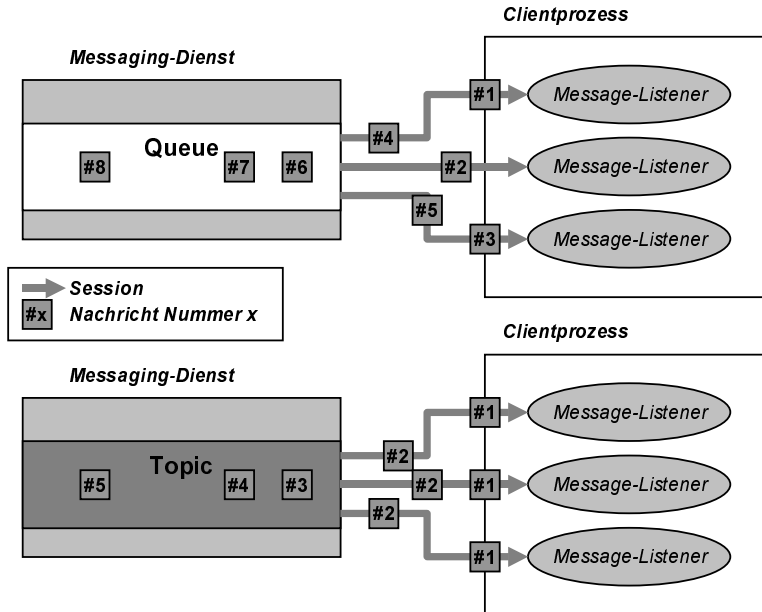 Clientprozess
Messaging-Dienst
#1
Message-Listener
#4
Queue
#8
#7
#6
#2
Message-Listener
#5
#3
Message-Listener
Session
#x
Nachricht Nummer x
Clientprozess
Messaging-Dienst
#1
Message-Listener
#2
Topic
#5
#4
#3
#2
#1
Message-Listener
#2
#1
Message-Listener